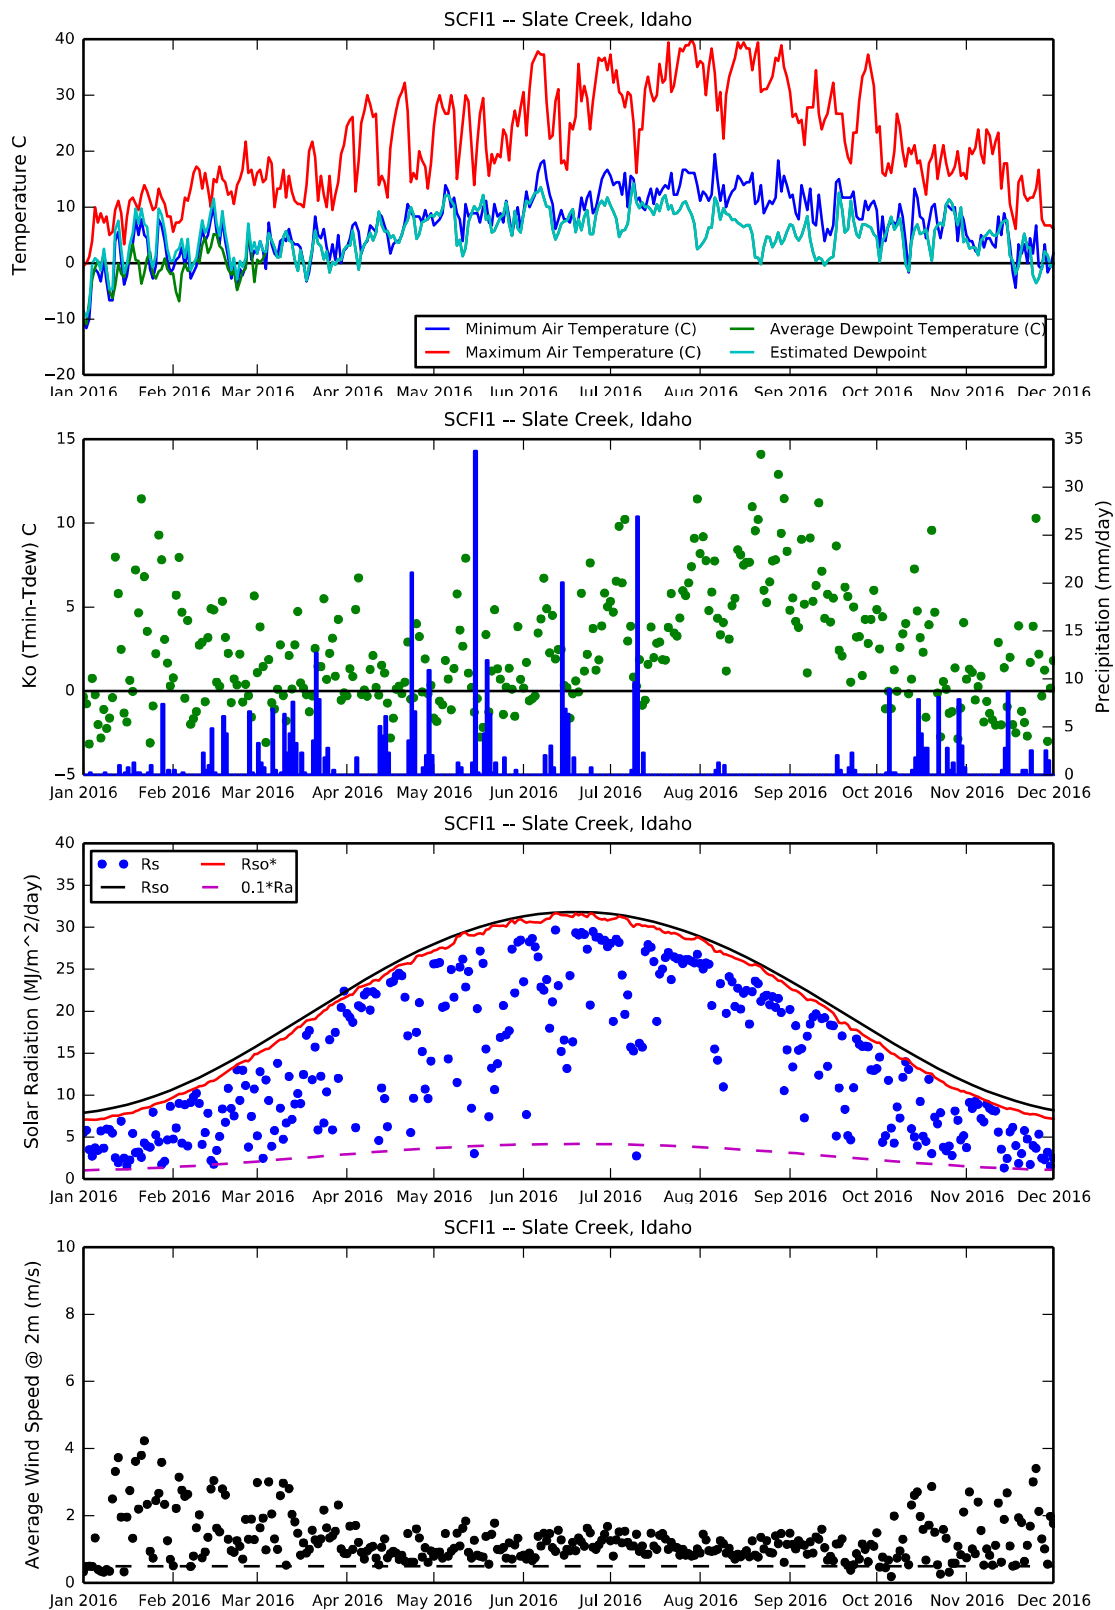 SCFI1 -- Slate Creek, Idaho
40
30
20
10
0
−10
−20
Temperature C
Minimum Air Temperature (C)
Maximum Air Temperature (C)
Average Dewpoint Temperature (C)
Estimated Dewpoint
Jan 2016 Feb 2016 Mar 2016 Apr 2016 May 2016 Jun 2016 Jul 2016 Aug 2016 Sep 2016 Oct 2016 Nov 2016 Dec 2016
SCFI1 -- Slate Creek, Idaho
15
10
5
0
−5
Ko (Tmin-Tdew) C
35
30
25
20
15
10
5
0
Precipitation (mm/day)
Jan 2016 Feb 2016 Mar 2016 Apr 2016 May 2016 Jun 2016 Jul 2016 Aug 2016 Sep 2016 Oct 2016 Nov 2016 Dec 2016
SCFI1 -- Slate Creek, Idaho
40
35
30
25
20
15
10
5
0
Solar Radiation (MJ/m^2/day)
Rs
Rso
Rso*
0.1*Ra
Jan 2016 Feb 2016 Mar 2016 Apr 2016 May 2016 Jun 2016 Jul 2016 Aug 2016 Sep 2016 Oct 2016 Nov 2016 Dec 2016
SCFI1 -- Slate Creek, Idaho
10
8
6
4
2
0
Average Wind Speed @ 2m (m/s)
Jan 2016 Feb 2016 Mar 2016 Apr 2016 May 2016 Jun 2016 Jul 2016 Aug 2016 Sep 2016 Oct 2016 Nov 2016 Dec 2016